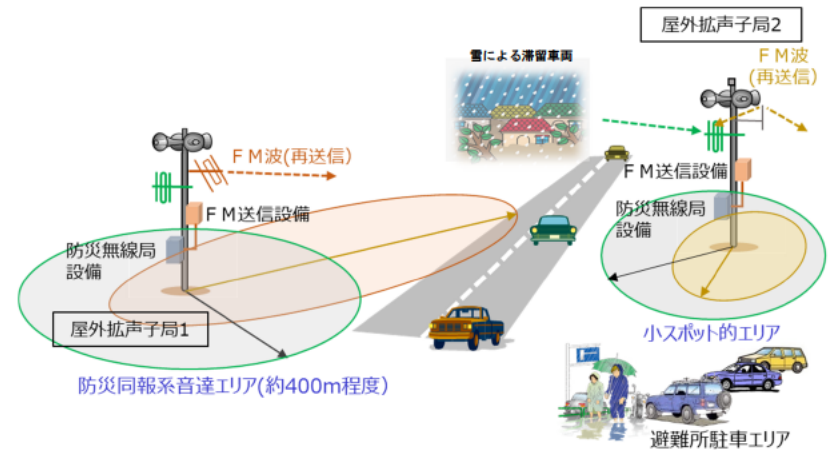 屋外拡声子局2
雪による滞留車両
ＦＭ波
(再送信)
ＦＭ波(再送信)
ＦＭ送信設備
ＦＭ送信設備
防災無線局
設備
防災無線局
設備
屋外拡声子局1
小スポット的エリア
防災同報系音達エリア(約400m程度)
避難所駐車エリア